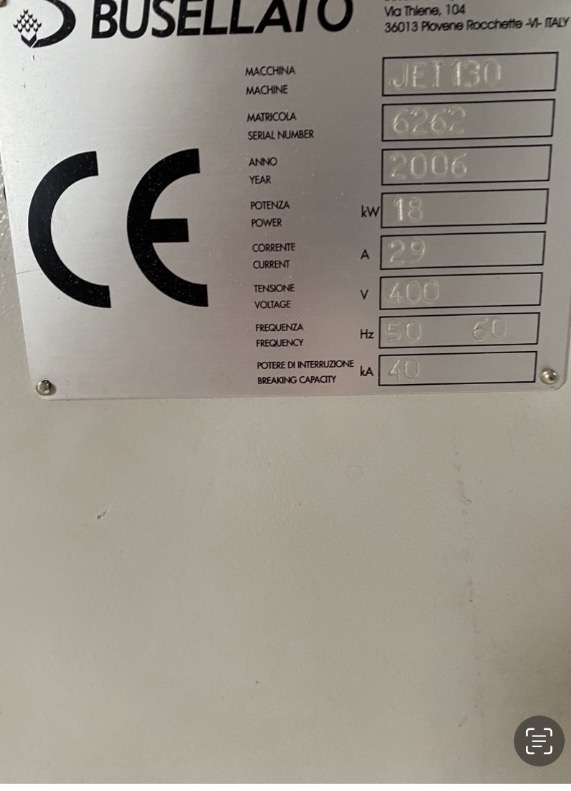 BUSELLATO
Via Thiene, 104
36013 Piovene Rocchette -VI- ITALY
MACCHINA
MACHINE
JET 130
MATRICOLA
SERIAL NUMBER
6262
ANNO
YEAR
2006
POTENZA
POWER
kW 18
CORRENTE
CURRENT
A 29
TENSIONE
VOLTAGE
V 400
FREQUENZA
FREQUENCY
Hz 50 60
POTERE DI INTERRUZIONE
BREAKING CAPACITY
kA 40
CE